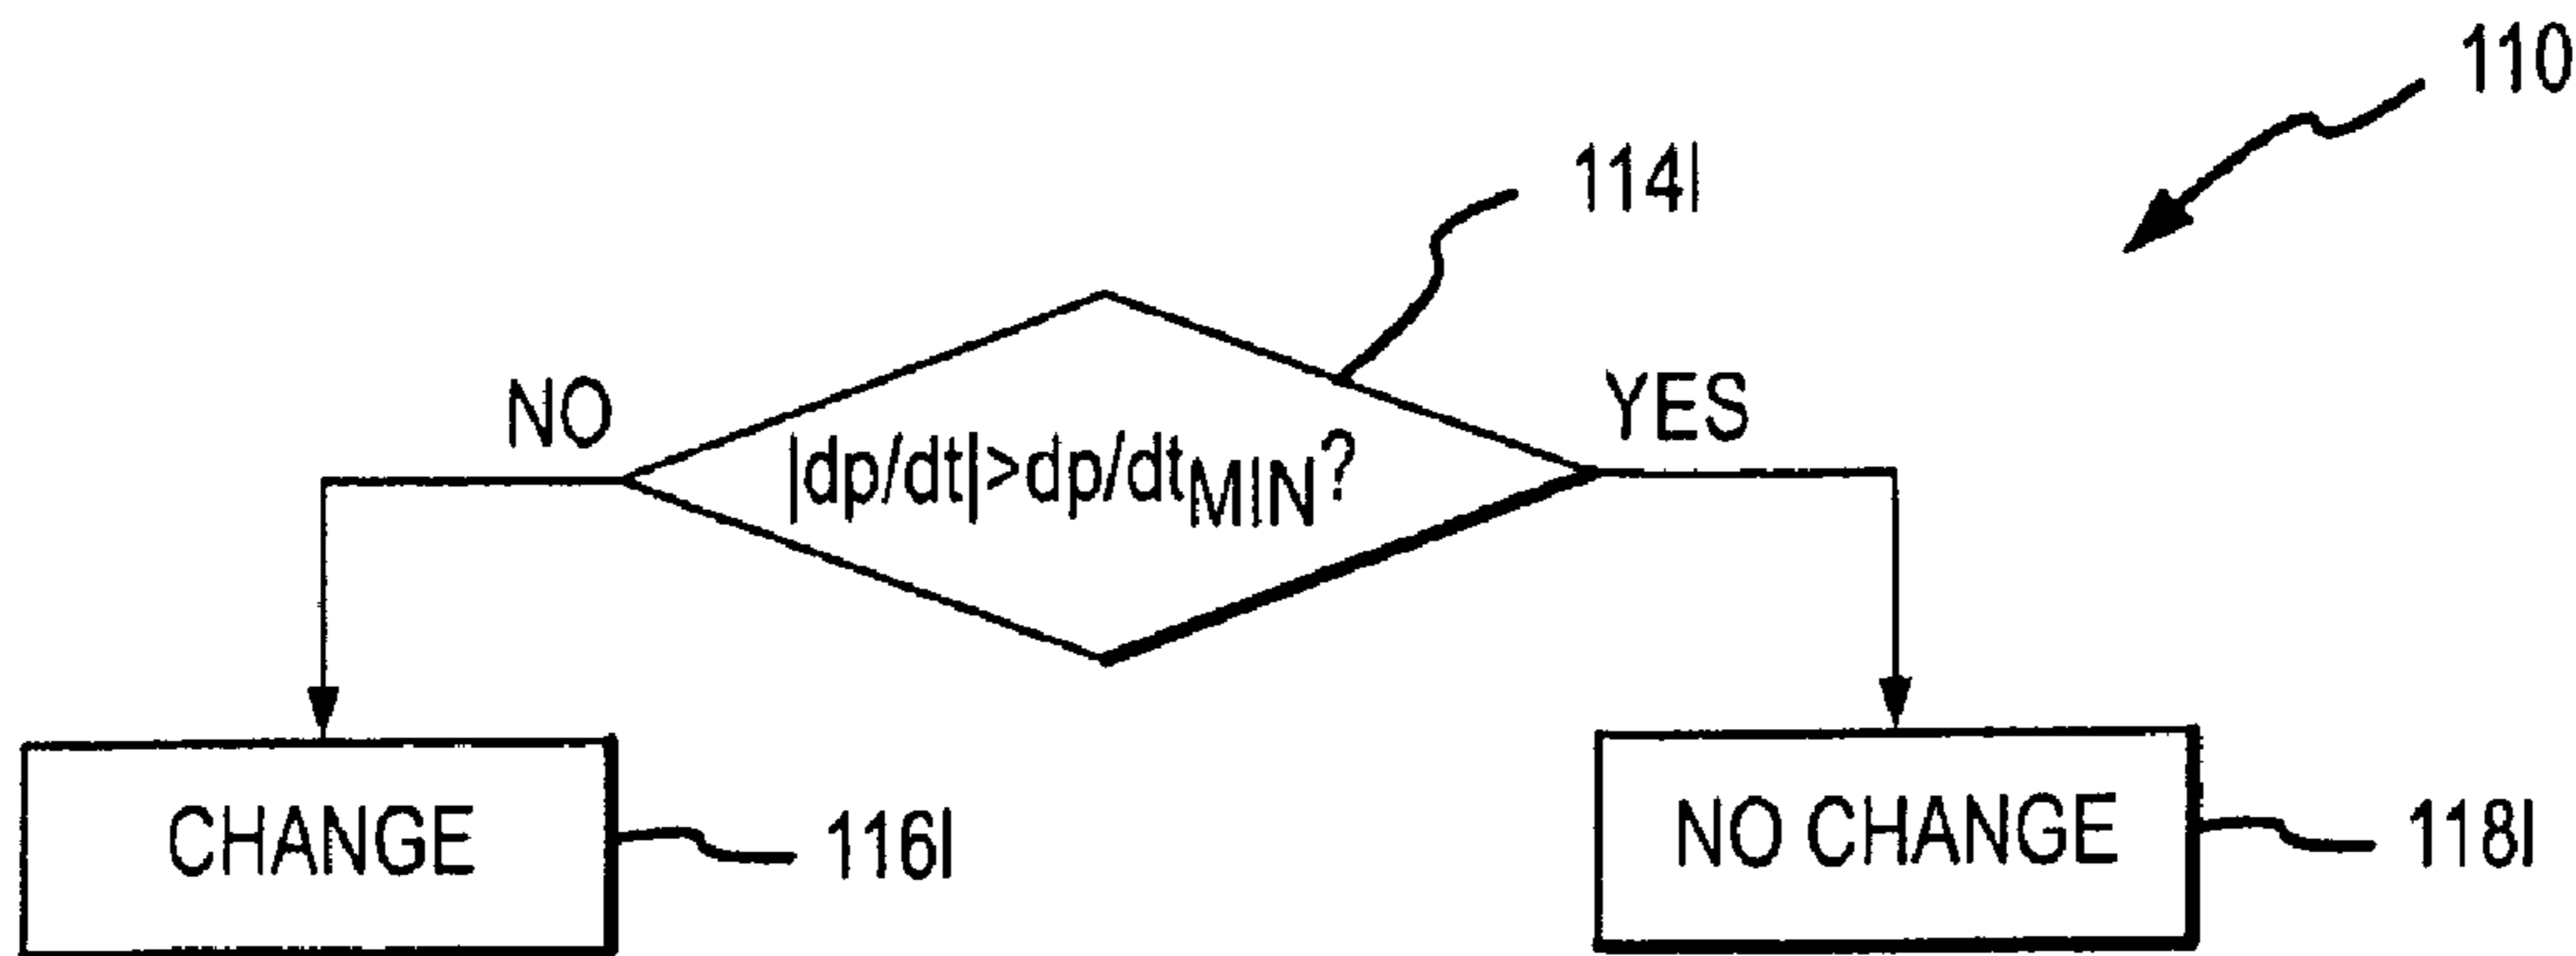 110
114I
NO
YES
|dp/dt|>dp/dtMIN?
CHANGE
116I
NO CHANGE
118I